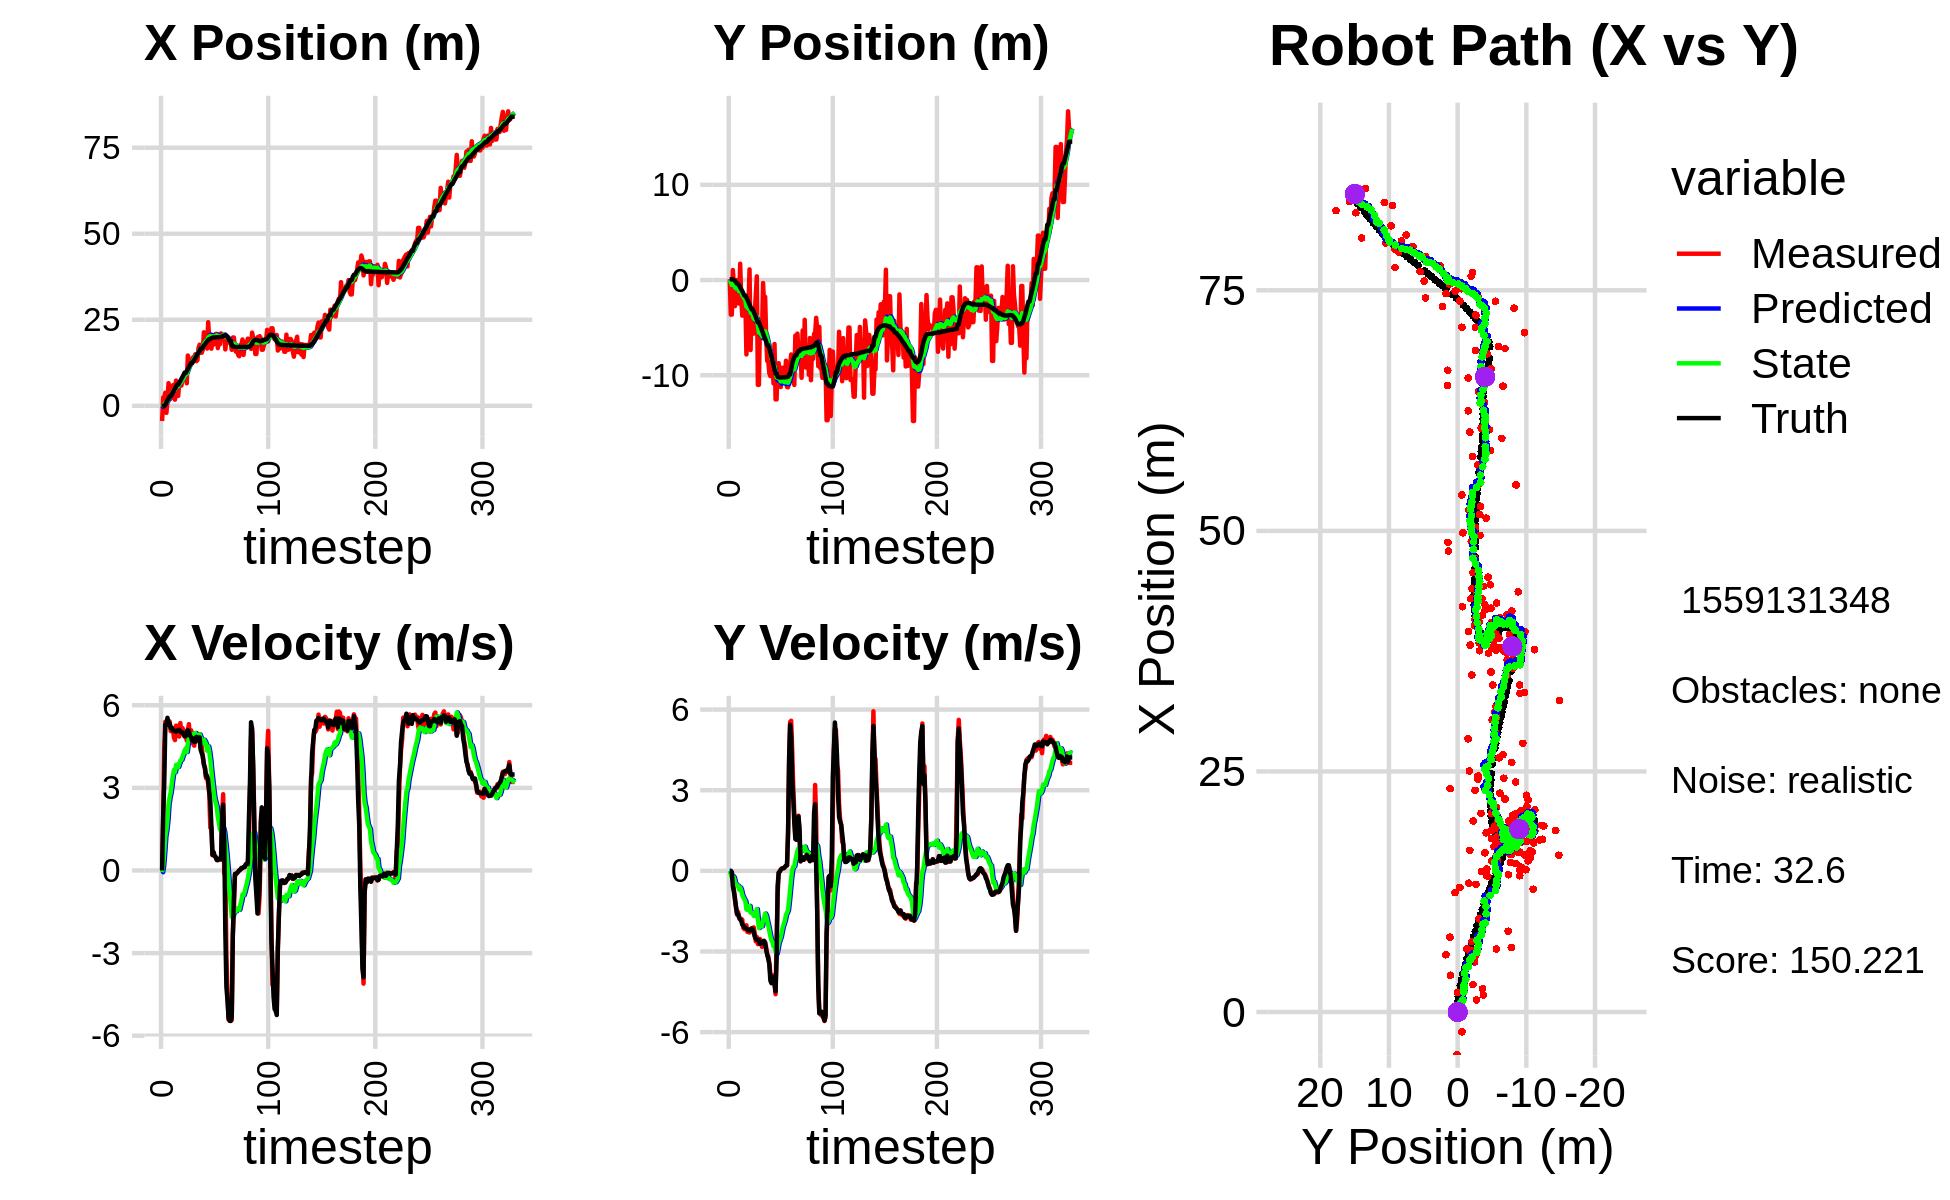 X Position (m)
75
50
25
0
0
100
200
300
timestep
Y Position (m)
10
0
-10
0
100
200
300
timestep
X Velocity (m/s)
6
3
0
-3
-6
0
100
200
300
timestep
Y Velocity (m/s)
6
3
0
-3
-6
0
100
200
300
timestep
Robot Path (X vs Y)
X Position (m)
75
50
25
0
20 10 0 -10 -20
Y Position (m)
variable
Measured
Predicted
State
Truth
1559131348
Obstacles: none
Noise: realistic
Time: 32.6
Score: 150.221